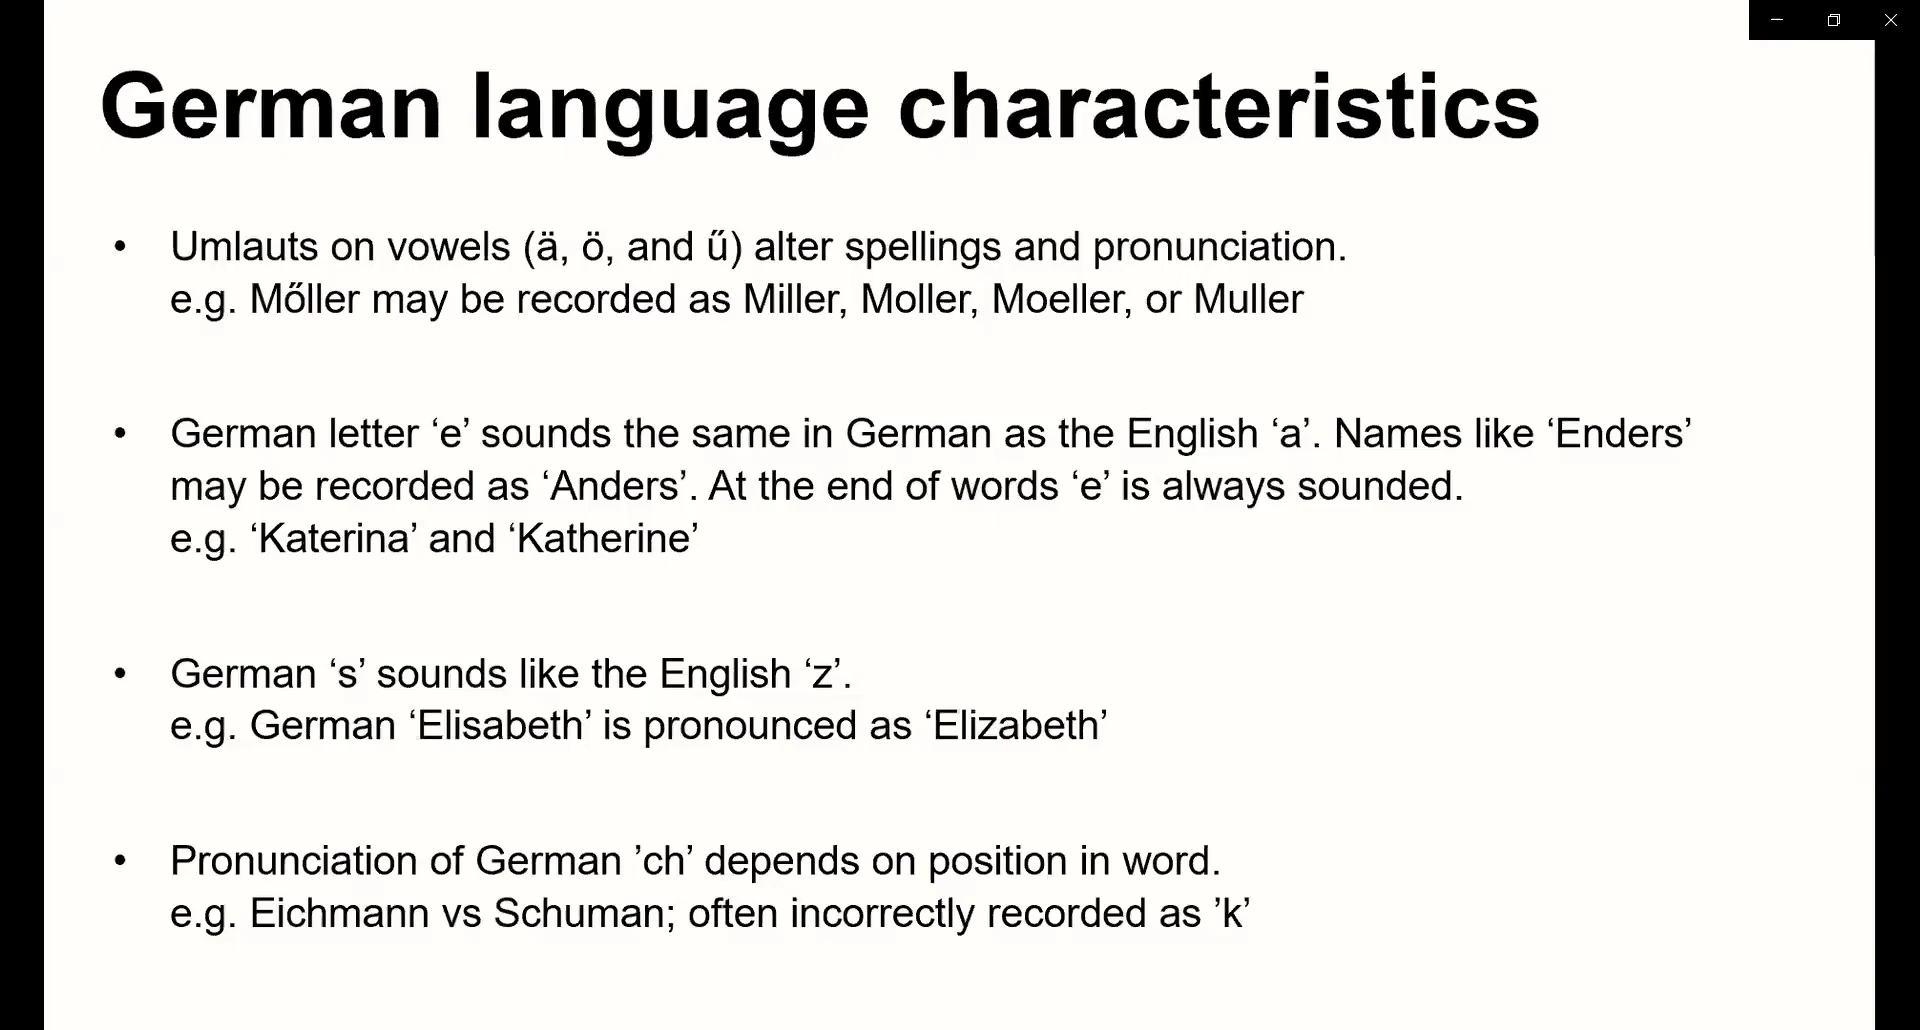 German language characteristics
• Umlauts on vowels (ä, ö, and ű) alter spellings and pronunciation.
e.g. Mőller may be recorded as Miller, Moller, Moeller, or Muller
• German letter ‘e’ sounds the same in German as the English ‘a’. Names like ‘Enders’
may be recorded as ‘Anders’. At the end of words ‘e’ is always sounded.
e.g. ‘Katerina’ and ‘Katherine’
• German ‘s’ sounds like the English ‘z’.
e.g. German ‘Elisabeth’ is pronounced as ‘Elizabeth’
• Pronunciation of German ’ch’ depends on position in word.
e.g. Eichmann vs Schuman; often incorrectly recorded as ’k’